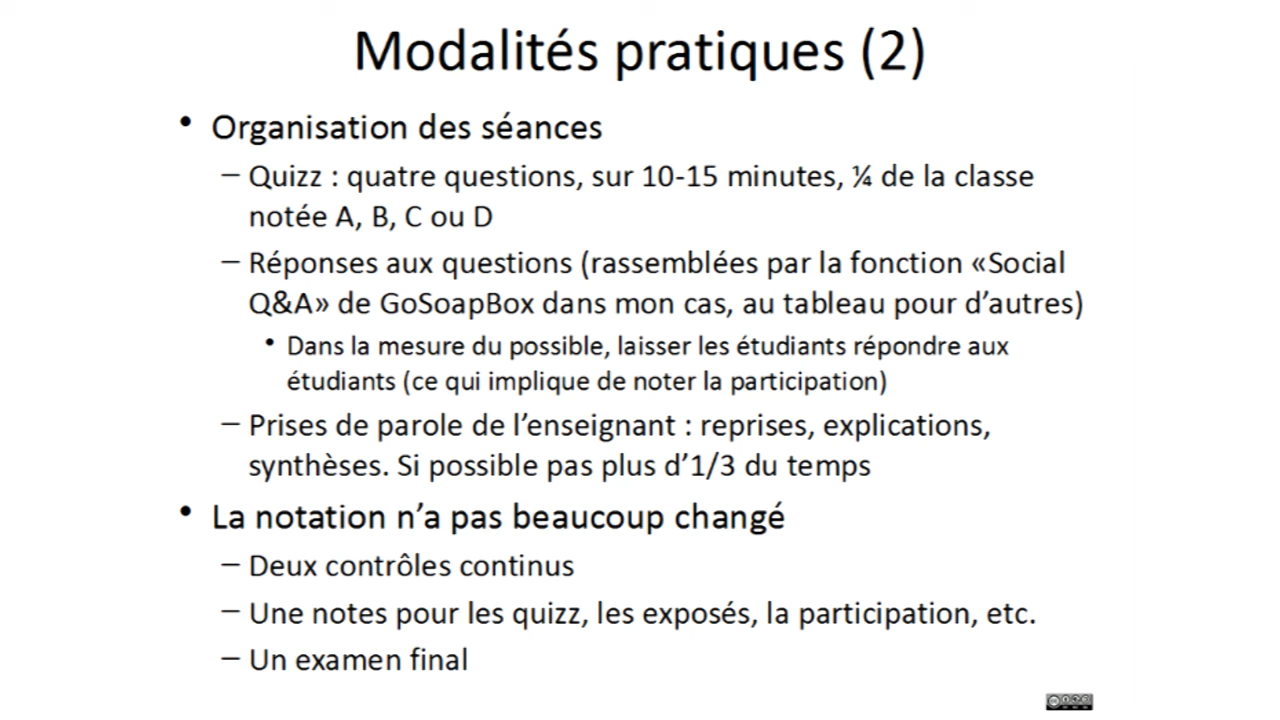 Modalités pratiques (2)
• Organisation des séances
– Quizz : quatre questions, sur 10-15 minutes, ¼ de la classe
notée A, B, C ou D
– Réponses aux questions (rassemblées par la fonction «Social
Q&A» de GoSoapBox dans mon cas, au tableau pour d’autres)
• Dans la mesure du possible, laisser les étudiants répondre aux
étudiants (ce qui implique de noter la participation)
– Prises de parole de l’enseignant : reprises, explications,
synthèses. Si possible pas plus d’1/3 du temps
• La notation n’a pas beaucoup changé
– Deux contrôles continus
– Une notes pour les quizz, les exposés, la participation, etc.
– Un examen final